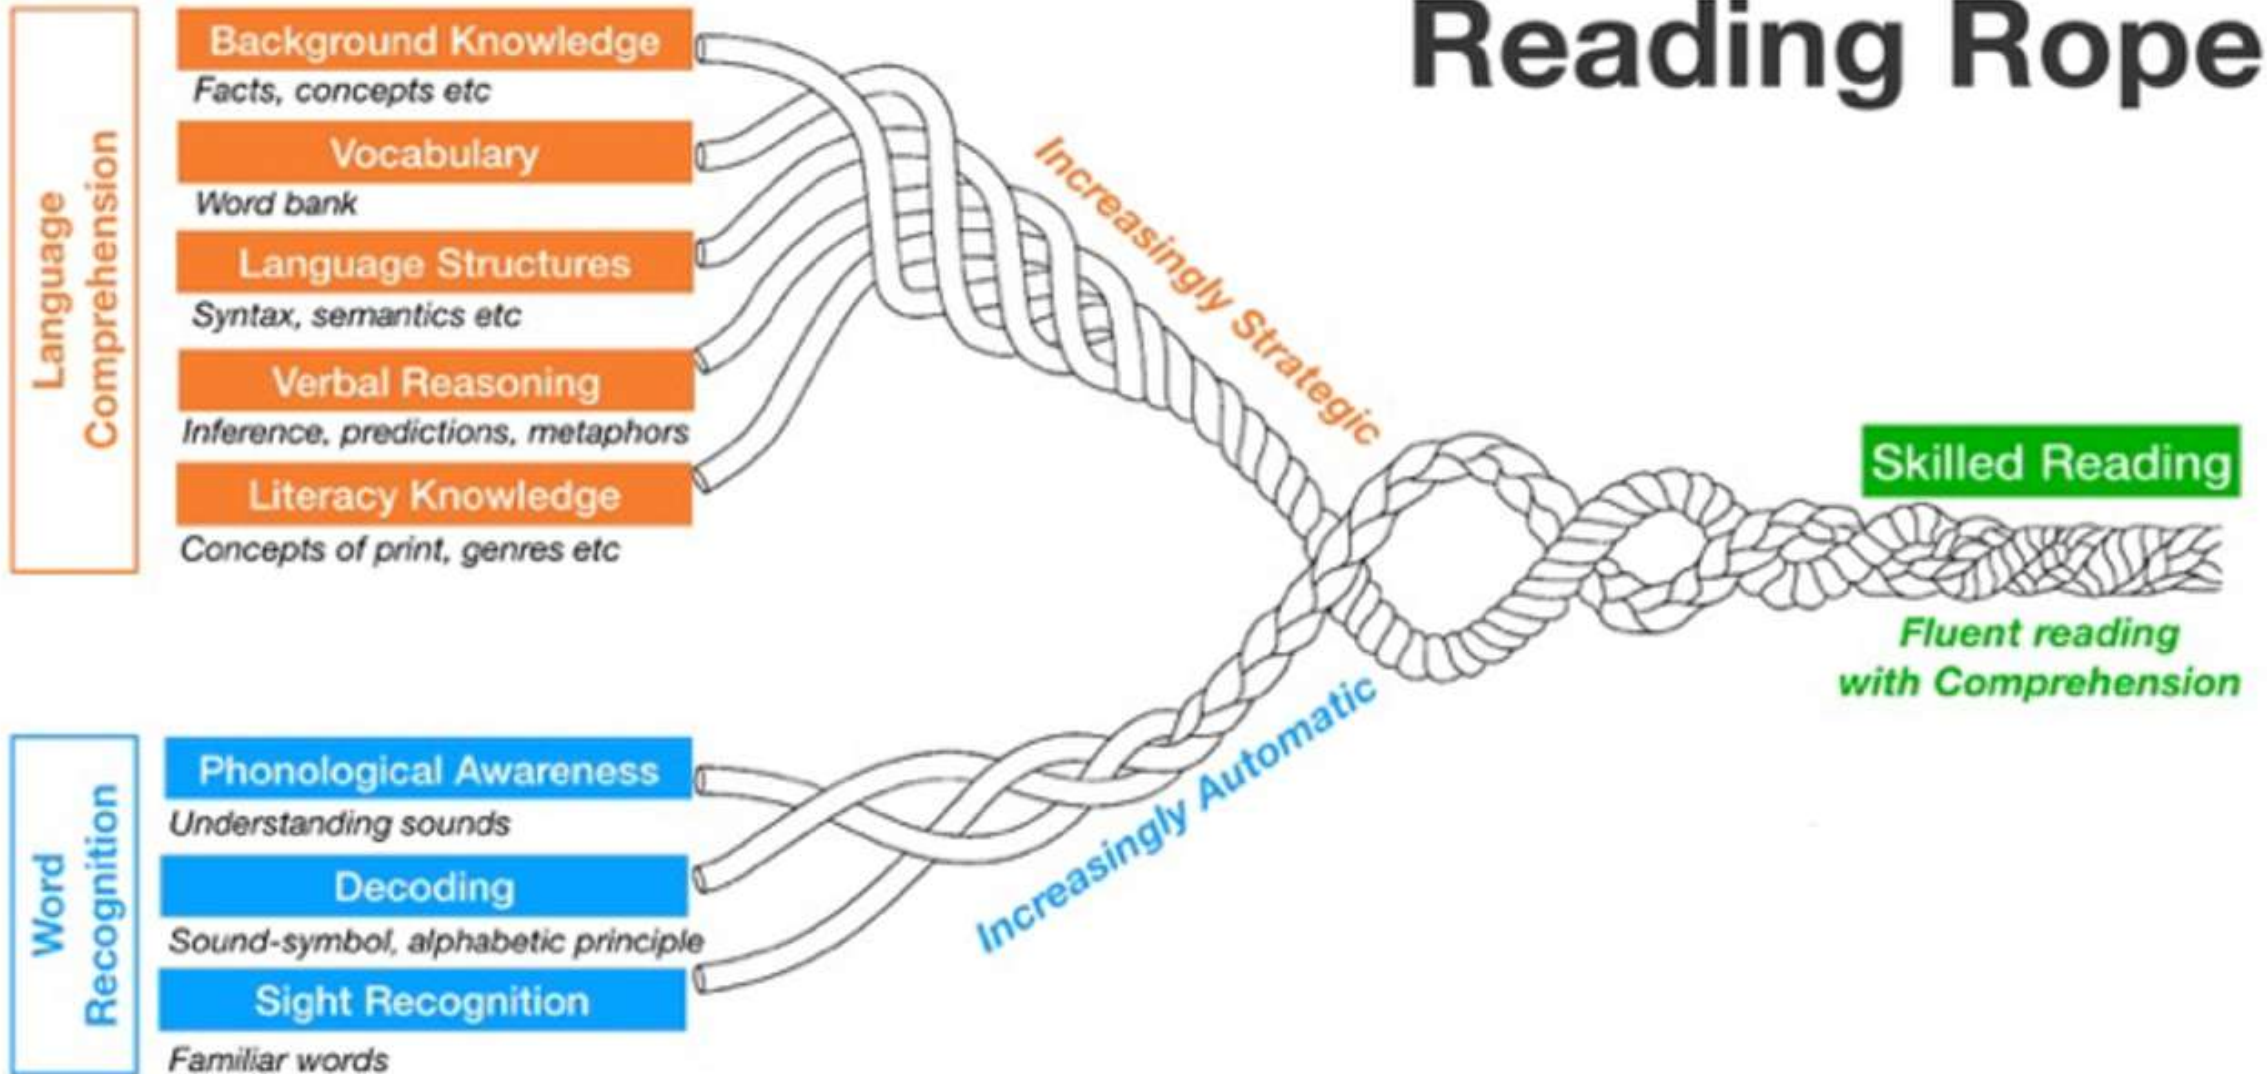 Reading Rope
Language
Comprehension
Background Knowledge
Facts, concepts etc
Vocabulary
Word bank
Language Structures
Syntax, semantics etc
Verbal Reasoning
Inference, predictions, metaphors
Literacy Knowledge
Concepts of print, genres etc
Increasingly Strategic
Skilled Reading
Fluent reading
with Comprehension
Word
Recognition
Phonological Awareness
Understanding sounds
Decoding
Sound-symbol, alphabetic principle
Sight Recognition
Familiar words
Increasingly Automatic